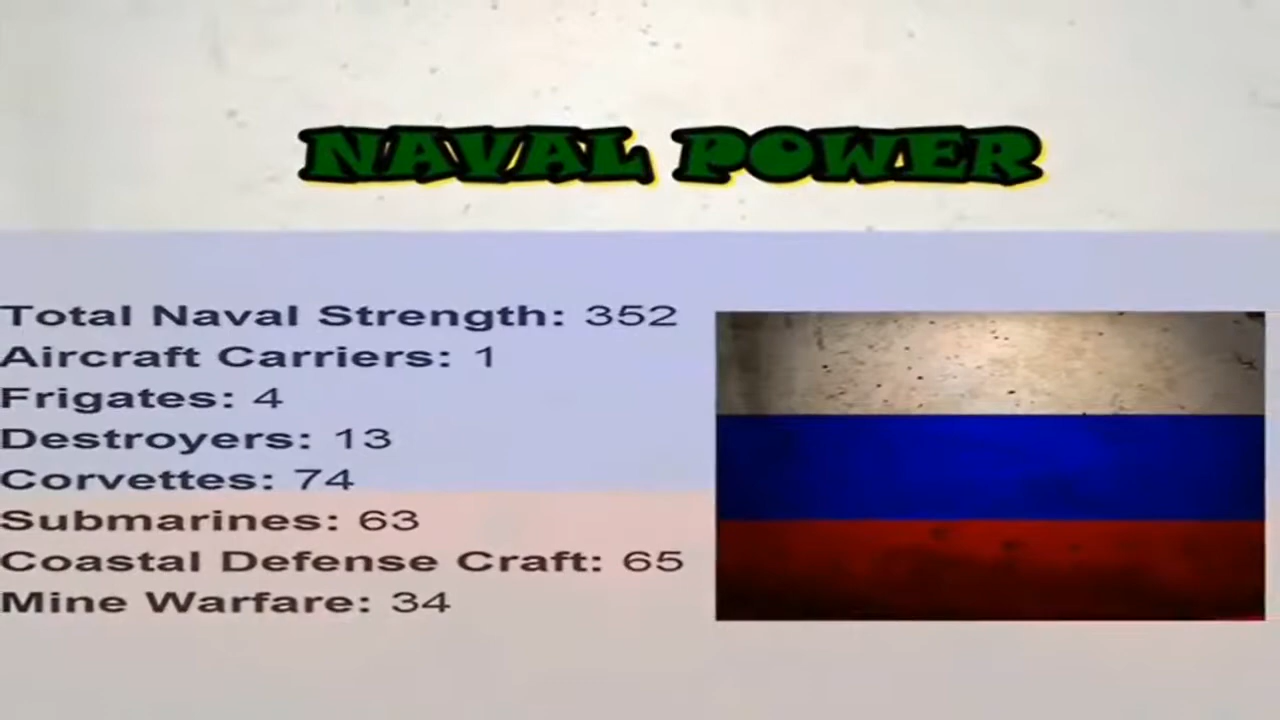 NAVAL POWER
Total Naval Strength: 352
Aircraft Carriers: 1
Frigates: 4
Destroyers: 13
Corvettes: 74
Submarines: 63
Coastal Defense Craft: 65
Mine Warfare: 34